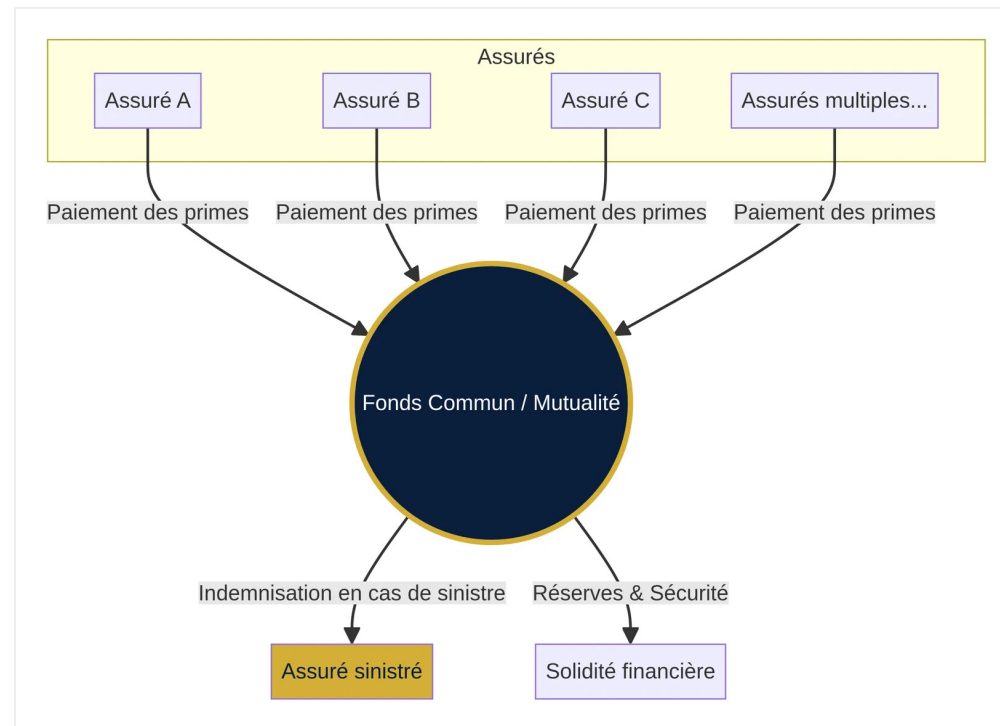 Assurés
Assuré A
Assuré B
Assuré C
Assurés multiples...
Paiement des primes
Paiement des primes
Paiement des primes
Paiement des primes
Fonds Commun / Mutualité
Indemnisation en cas de sinistre
Réserves & Sécurité
Assuré sinistré
Solidité financière